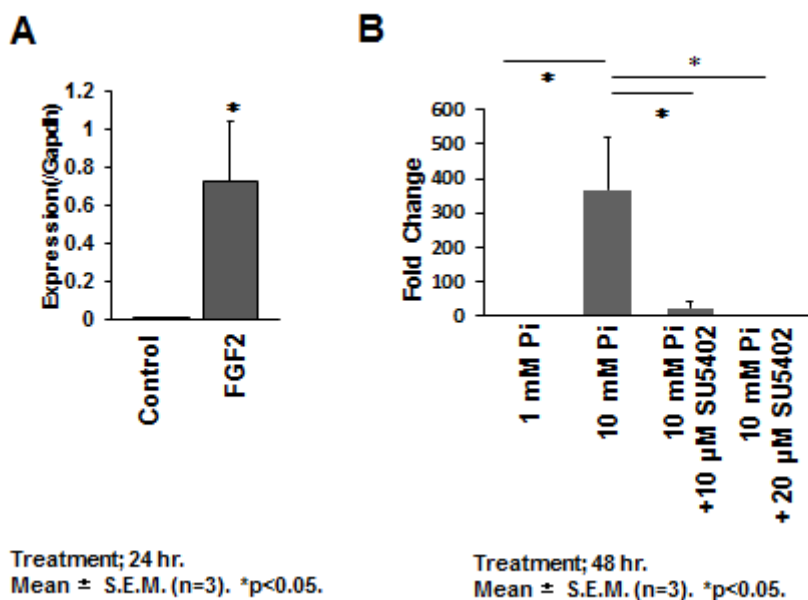 A
Expression(/Gapdh)
1.2
1
0.8
0.6
0.4
0.2
0
*
Control
FGF2
Treatment; 24 hr.
Mean ± S.E.M. (n=3). *p<0.05.
B
*
*
*
Fold Change
600
500
400
300
200
100
0
1 mM Pi
10 mM Pi
10 mM Pi
+10 µM SU5402
10 mM Pi
+ 20 µM SU5402
Treatment; 48 hr.
Mean ± S.E.M. (n=3). *p<0.05.